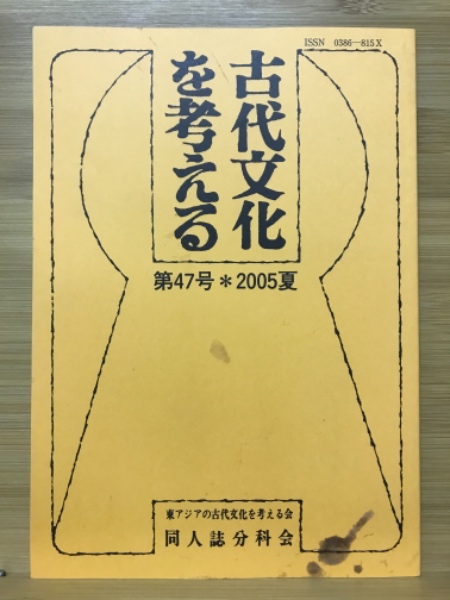 ISSN 0386—815X
古代文化
を考える
第47号＊2005夏
東アジアの古代文化を考える会
同人誌分科会